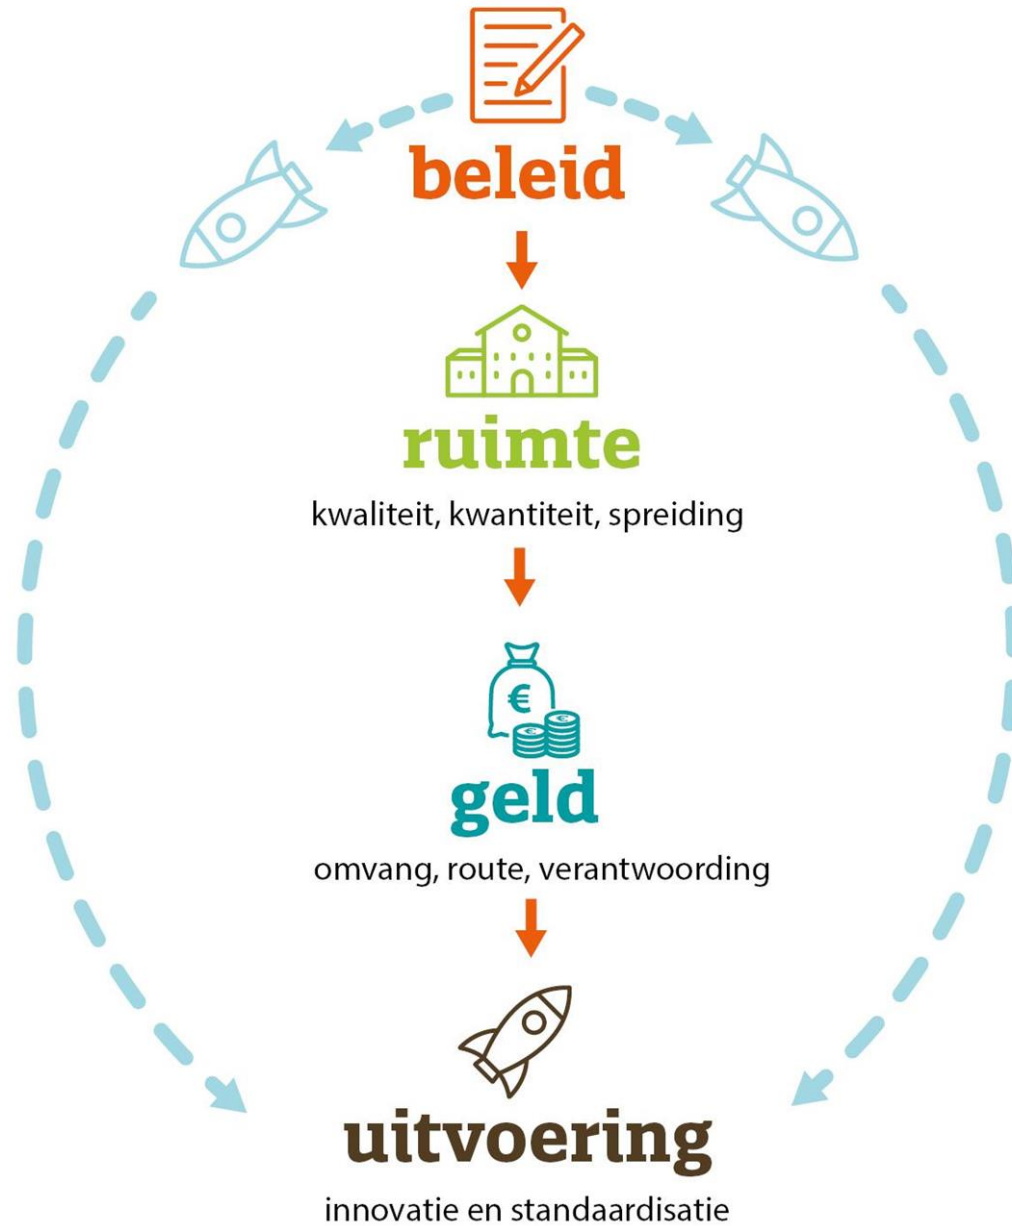 beleid
ruimte
kwaliteit, kwantiteit, spreiding
€
€
€
geld
omvang, route, verantwoording
uitvoering
innovatie en standaardisatie